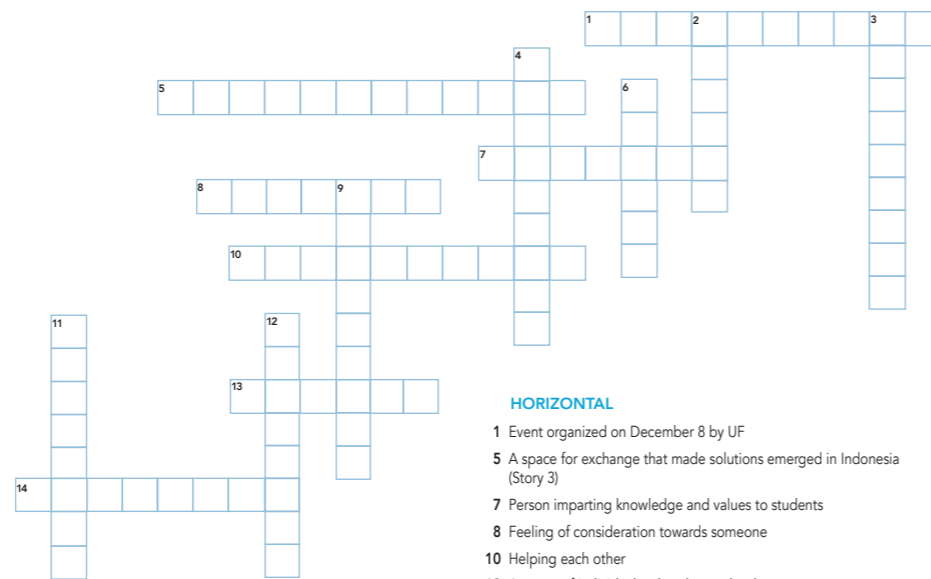 1
2
3
4
5
6
7
8
9
10
11
12
13
14
HORIZONTAL
1 Event organized on December 8 by UF
5 A space for exchange that made solutions emerged in Indonesia
(Story 3)
7 Person imparting knowledge and values to students
8 Feeling of consideration towards someone
10 Helping each other